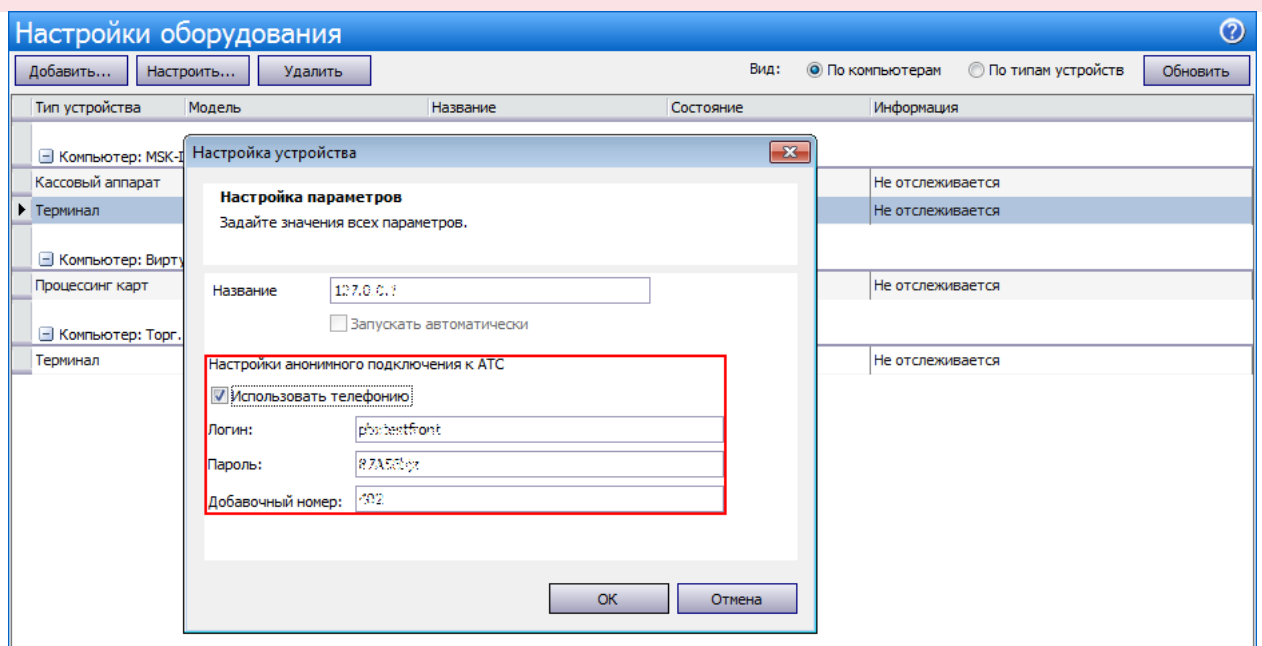 Настройки оборудования
Добавить... Настроить... Удалить Вид: По компьютерам По типам устройств Обновить
Тип устройства Модель Название Состояние Информация
Компьютер: MSK-
Настройка устройства
Кассовый аппарат Не отслеживается
Настройка параметров
Терминал Не отслеживается
Задайте значения всех параметров.
Компьютер:
Процессинг карт Не отслеживается
Название
Запускать автоматически
Компьютер: Торг.
Терминал Не отслеживается
Настройки анонимного подключения к АТС
Использовать телефонию
Логин:
Пароль:
Добавочный номер:
OK Отмена